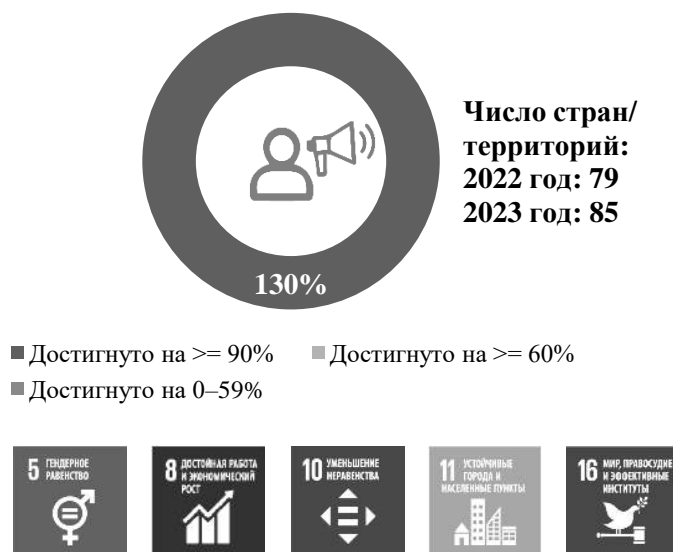 Число стран/
территорий:
2022 год: 79
2023 год: 85
130%
Достигнуто на >= 90% Достигнуто на >= 60%
Достигнуто на 0–59%
5 ГЕНДЕРНОЕ
РАВЕНСТВО
8 ДОСТОЙНАЯ РАБОТА
И ЭКОНОМИЧЕСКИЙ
РОСТ
10 УМЕНЬШЕНИЕ
НЕРАВЕНСТВА
11 УСТОЙЧИВЫЕ
ГОРОДА И
НАСЕЛЕННЫЕ ПУНКТЫ
16 МИР, ПРАВОСУДИЕ
И ЭФФЕКТИВНЫЕ
ИНСТИТУТЫ